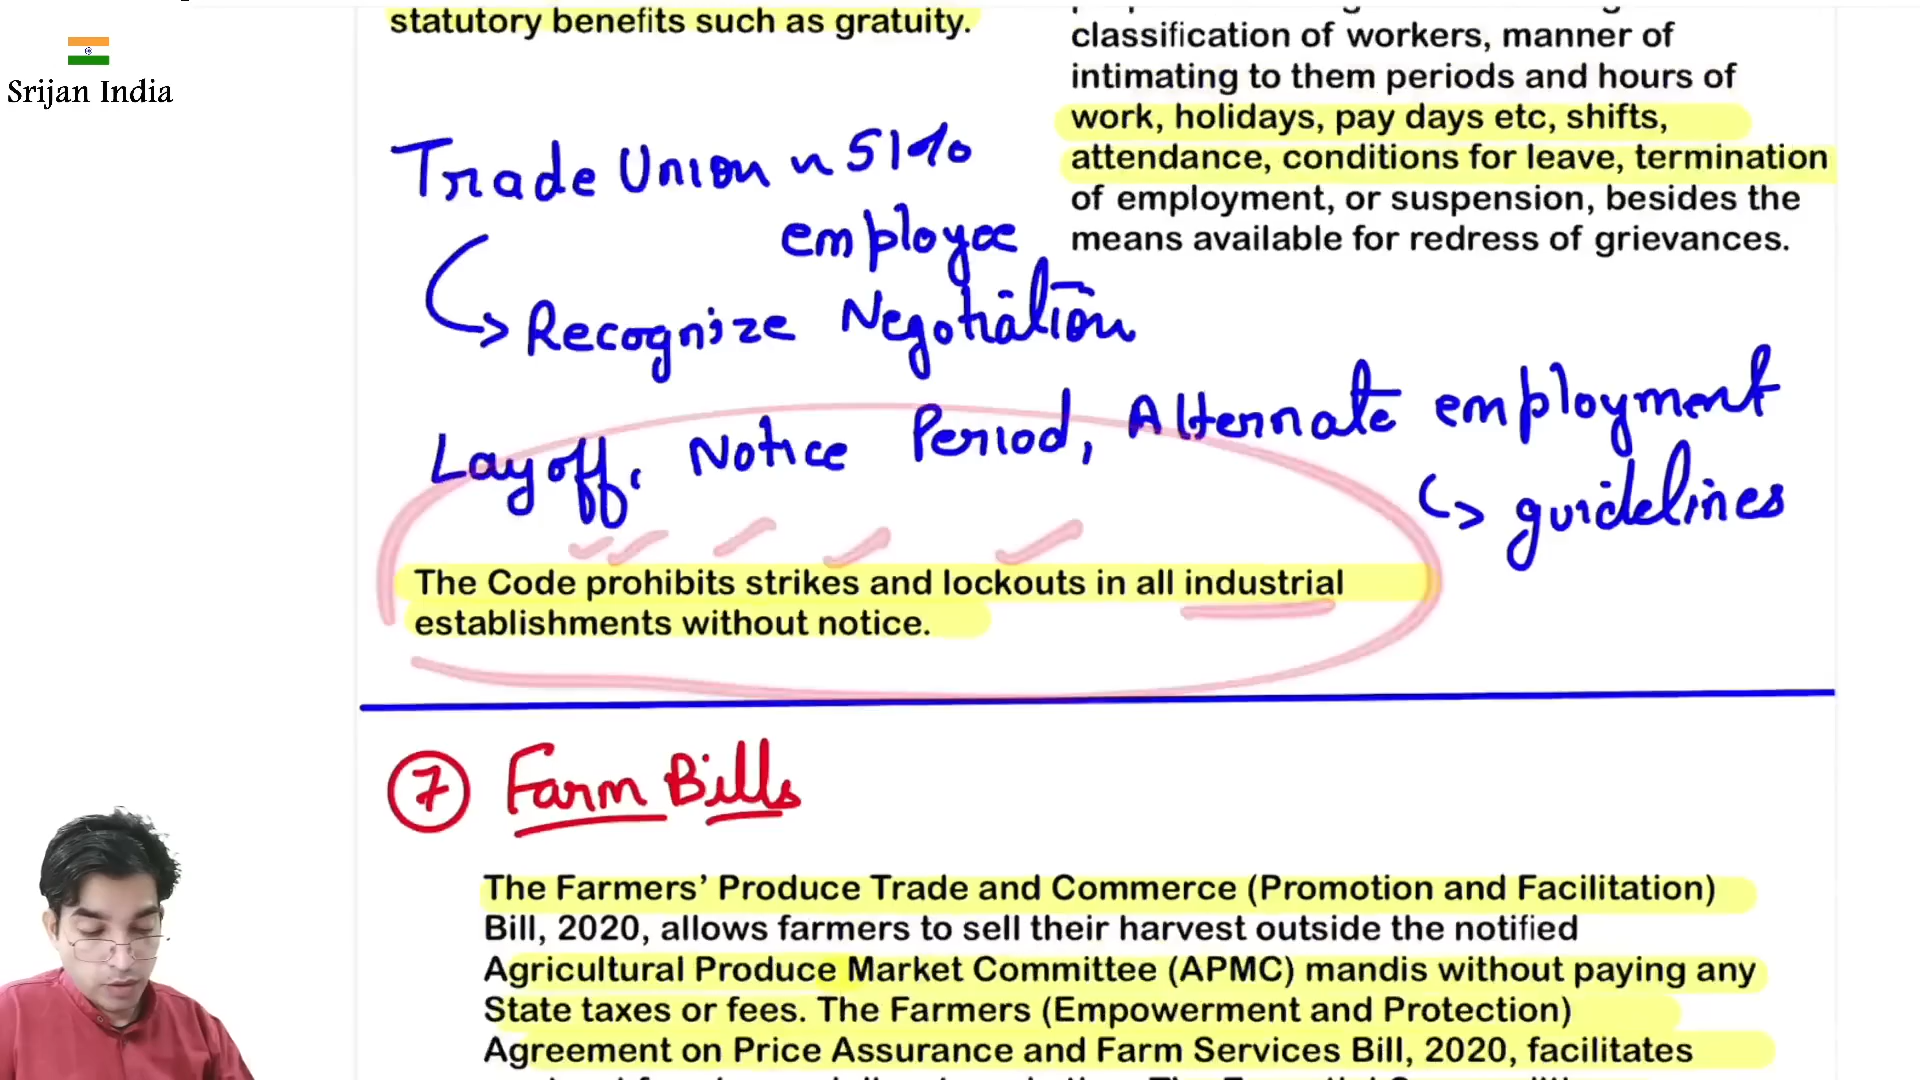 Srijan India
statutory benefits such as gratuity.
classification of workers, manner of
intimating to them periods and hours of
work, holidays, pay days etc, shifts,
attendance, conditions for leave, termination
of employment, or suspension, besides the
means available for redress of grievances.
Trade Union 51%
employee
Recognize Negotiation
Layoff, Notice Period, Alternate employment
guidelines
The Code prohibits strikes and lockouts in all industrial
establishments without notice.
7 Farm Bills
The Farmers’ Produce Trade and Commerce (Promotion and Facilitation)
Bill, 2020, allows farmers to sell their harvest outside the notified
Agricultural Produce Market Committee (APMC) mandis without paying any
State taxes or fees. The Farmers (Empowerment and Protection)
Agreement on Price Assurance and Farm Services Bill, 2020, facilitates